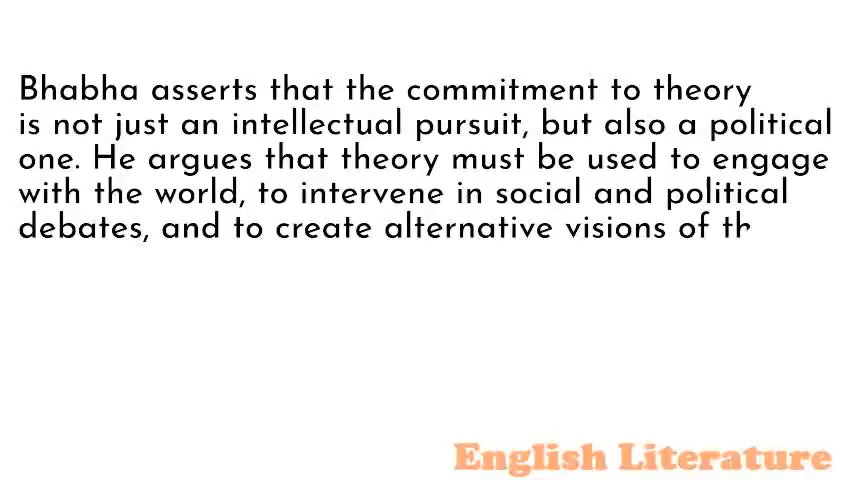 Bhabha asserts that the commitment to theory
is not just an intellectual pursuit, but also a political
one. He argues that theory must be used to engage
with the world, to intervene in social and political
debates, and to create alternative visions of
English Literature